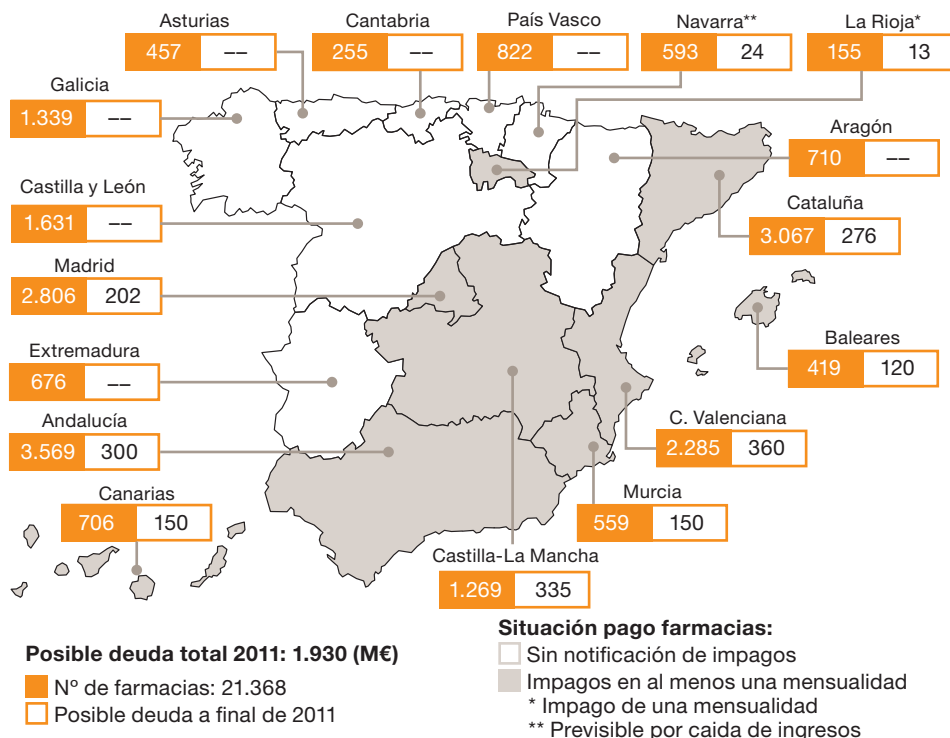 Asturias
457 --
Cantabria
255 --
País Vasco
822 --
Navarra**
593 24
La Rioja*
155 13
Galicia
1.339 --
Aragón
710 --
Castilla y León
1.631 --
Cataluña
3.067 276
Madrid
2.806 202
Baleares
419 120
Extremadura
676 --
Andalucía
3.569 300
C. Valenciana
2.285 360
Canarias
706 150
Murcia
559 150
Castilla-La Mancha
1.269 335
Posible deuda total 2011: 1.930 (M€)
Nº de farmacias: 21.368
Posible deuda a final de 2011
Situación pago farmacias:
Sin notificación de impagos
Impagos en al menos una mensualidad
* Impago de una mensualidad
** Previsible por caida de ingresos